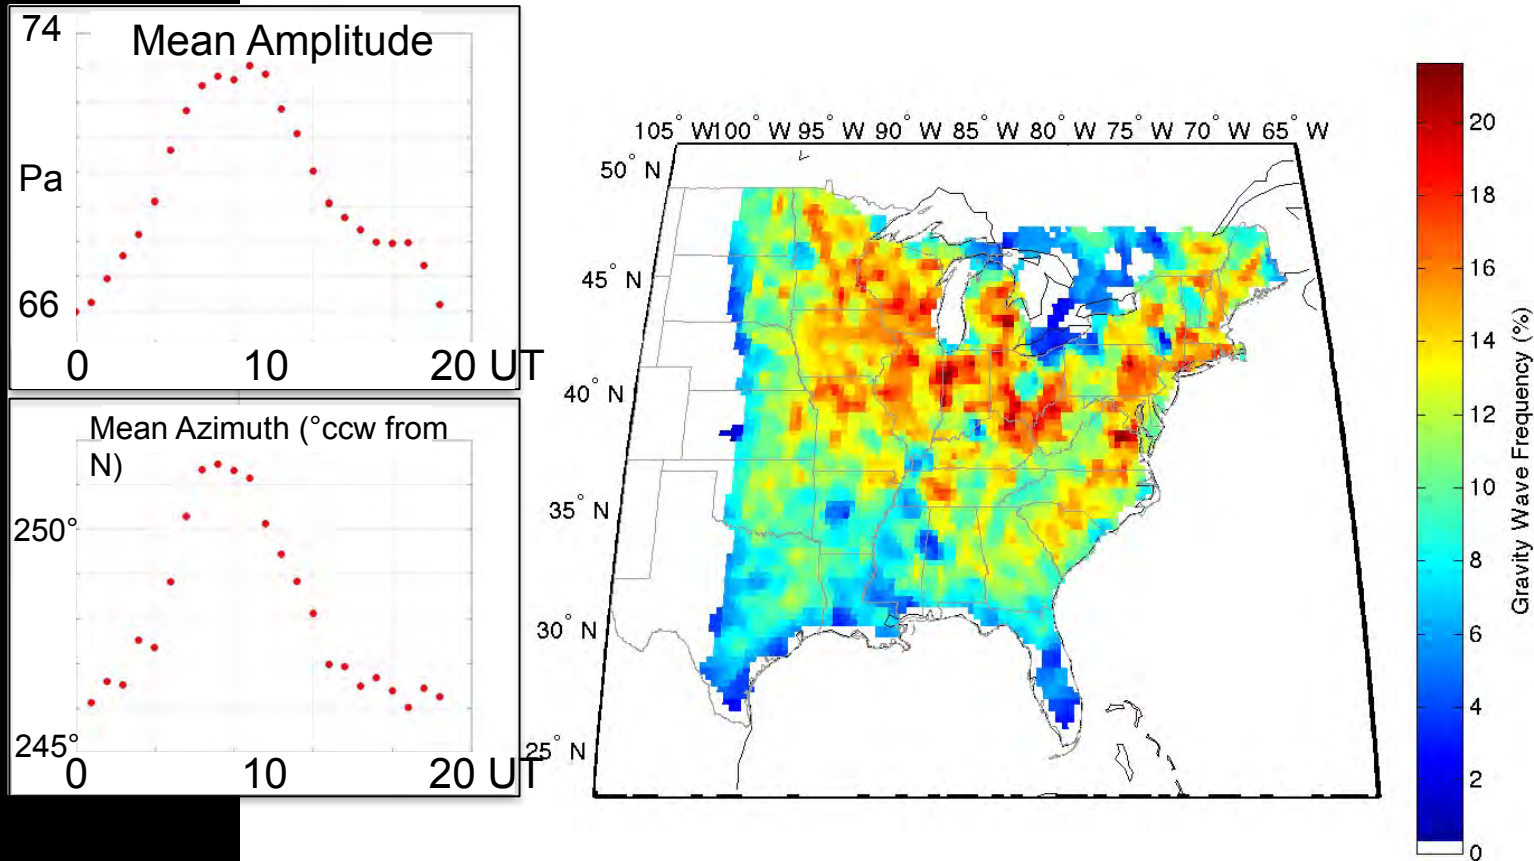 74
Mean Amplitude
Pa
66
0 10 20 UT
Mean Azimuth (°ccw from
N)
250°
245°
0 10 20 UT
105° W100° W 95° W 90° W 85° W 80° W 75° W 70° W 65° W
50° N
45° N
40° N
35° N
30° N
25° N
20
18
16
14
12
10
8
6
4
2
0
Gravity Wave Frequency (%)